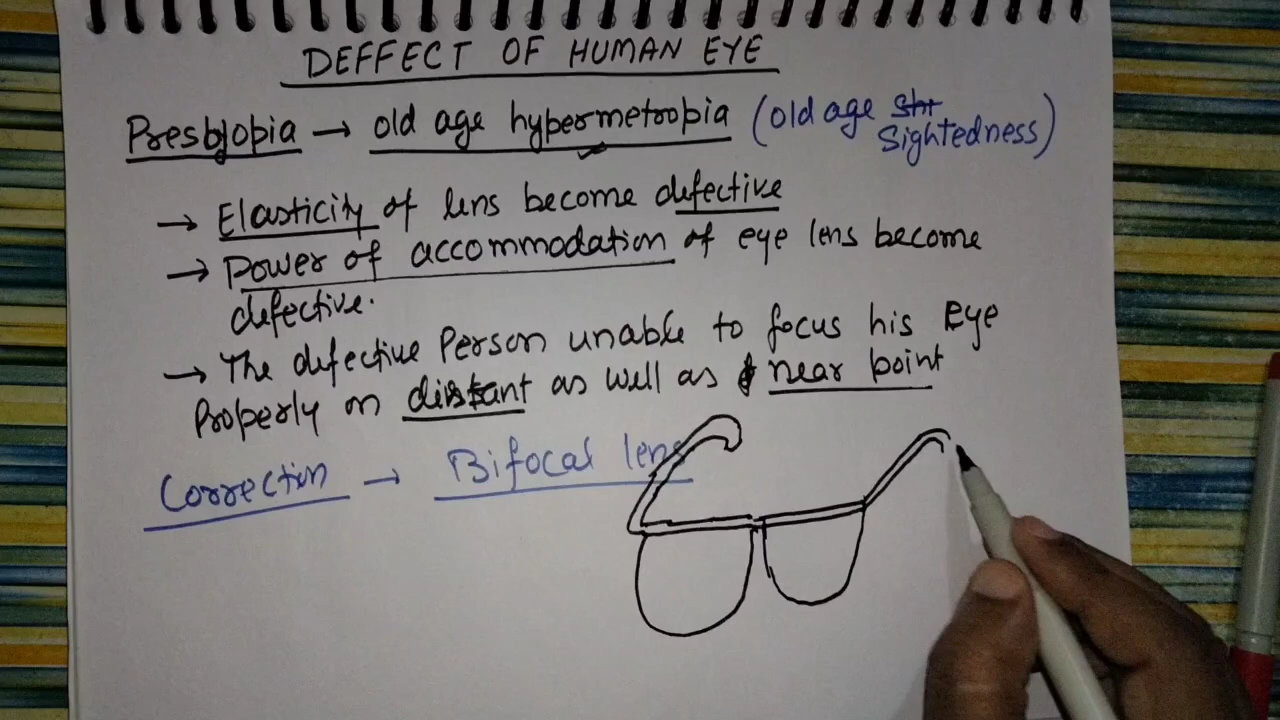 DEFFECT OF HUMAN EYE
Presbyopia → old age hypermetropia (old age
Sightedness)
→ Elasticity of lens become defective
→ Power of accommodation of eye lens become
defective.
→ The defective Person unable to focus his Eye
Properly on distant as well as near point
Correction → Bifocal lens